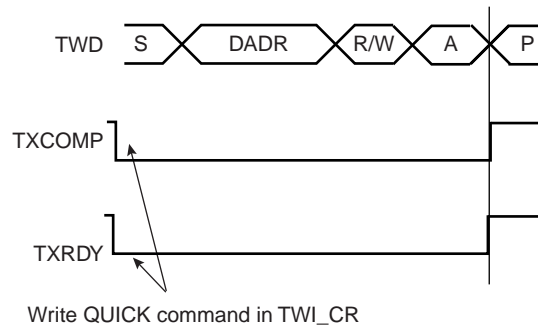 TWD S DADR R/W A P
TXCOMP
TXRDY
Write QUICK command in TWI_CR